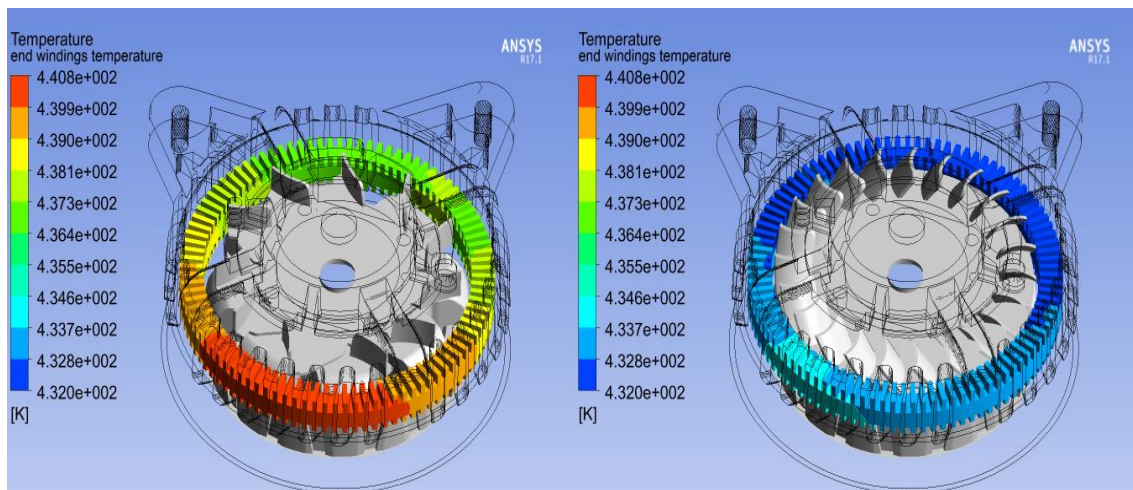 Temperature
end windings temperature
ANSYS
R17.1
4.408e+002
4.399e+002
4.390e+002
4.381e+002
4.373e+002
4.364e+002
4.355e+002
4.346e+002
4.337e+002
4.328e+002
4.320e+002
[K]
Temperature
end windings temperature
ANSYS
R17.1
4.408e+002
4.399e+002
4.390e+002
4.381e+002
4.373e+002
4.364e+002
4.355e+002
4.346e+002
4.337e+002
4.328e+002
4.320e+002
[K]